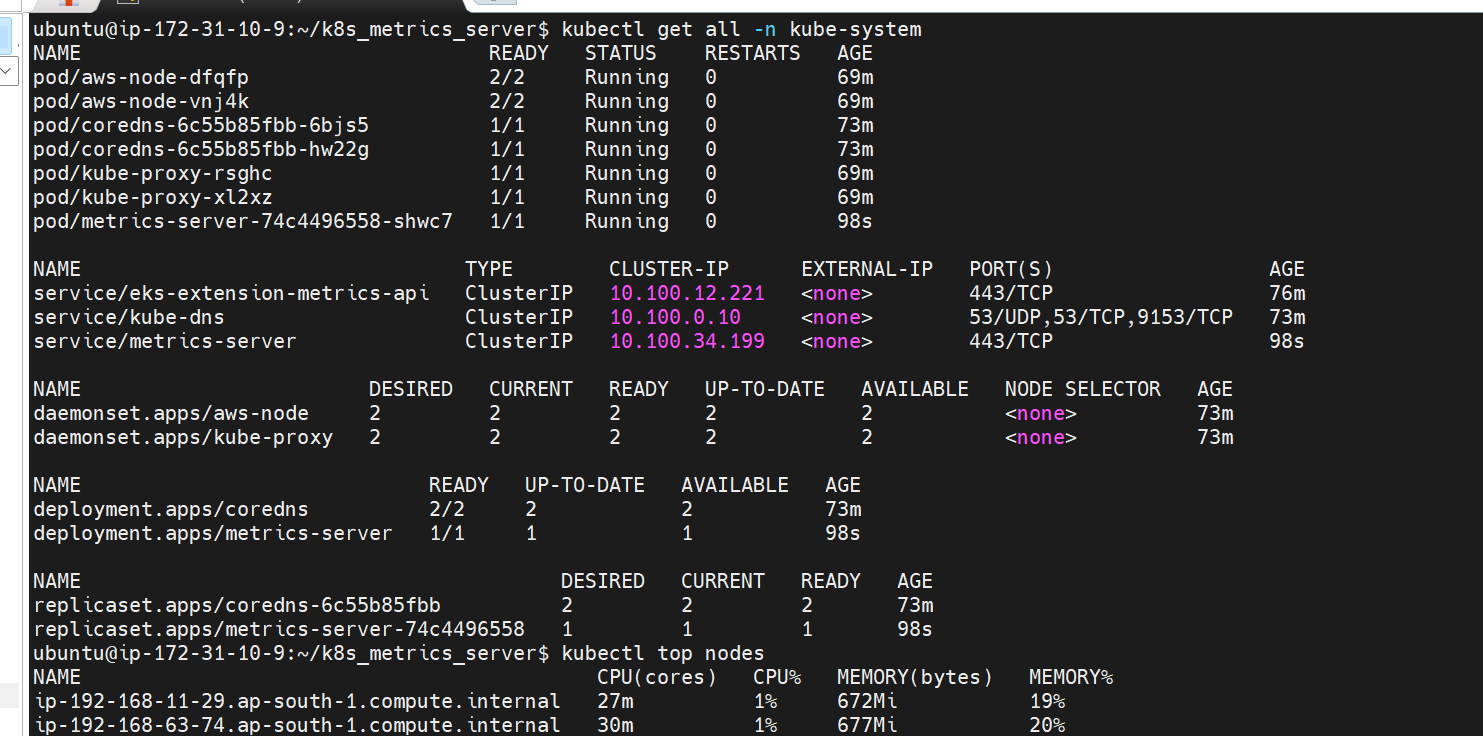 ubuntu@ip-172-31-10-9:~/k8s_metrics_server$ kubectl get all -n kube-system
NAME READY STATUS RESTARTS AGE
pod/aws-node-dfqfp 2/2 Running 0 69m
pod/aws-node-vnj4k 2/2 Running 0 69m
pod/coredns-6c55b85fbb-6bjs5 1/1 Running 0 73m
pod/coredns-6c55b85fbb-hw22g 1/1 Running 0 73m
pod/kube-proxy-rsghc 1/1 Running 0 69m
pod/kube-proxy-xl2xz 1/1 Running 0 69m
pod/metrics-server-74c4496558-shwc7 1/1 Running 0 98s
NAME TYPE CLUSTER-IP EXTERNAL-IP PORT(S) AGE
service/eks-extension-metrics-api ClusterIP 10.100.12.221 <none> 443/TCP 76m
service/kube-dns ClusterIP 10.100.0.10 <none> 53/UDP,53/TCP,9153/TCP 73m
service/metrics-server ClusterIP 10.100.34.199 <none> 443/TCP 98s
NAME DESIRED CURRENT READY UP-TO-DATE AVAILABLE NODE SELECTOR AGE
daemonset.apps/aws-node 2 2 2 2 2 <none> 73m
daemonset.apps/kube-proxy 2 2 2 2 2 <none> 73m
NAME READY UP-TO-DATE AVAILABLE AGE
deployment.apps/coredns 2/2 2 2 73m
deployment.apps/metrics-server 1/1 1 1 98s
NAME DESIRED CURRENT READY AGE
replicaset.apps/coredns-6c55b85fbb 2 2 2 73m
replicaset.apps/metrics-server-74c4496558 1 1 1 98s
ubuntu@ip-172-31-10-9:~/k8s_metrics_server$ kubectl top nodes
NAME CPU(cores) CPU% MEMORY(bytes) MEMORY%
ip-192-168-11-29.ap-south-1.compute.internal 27m 1% 672Mi 19%
ip-192-168-63-74.ap-south-1.compute.internal 30m 1% 677Mi 20%